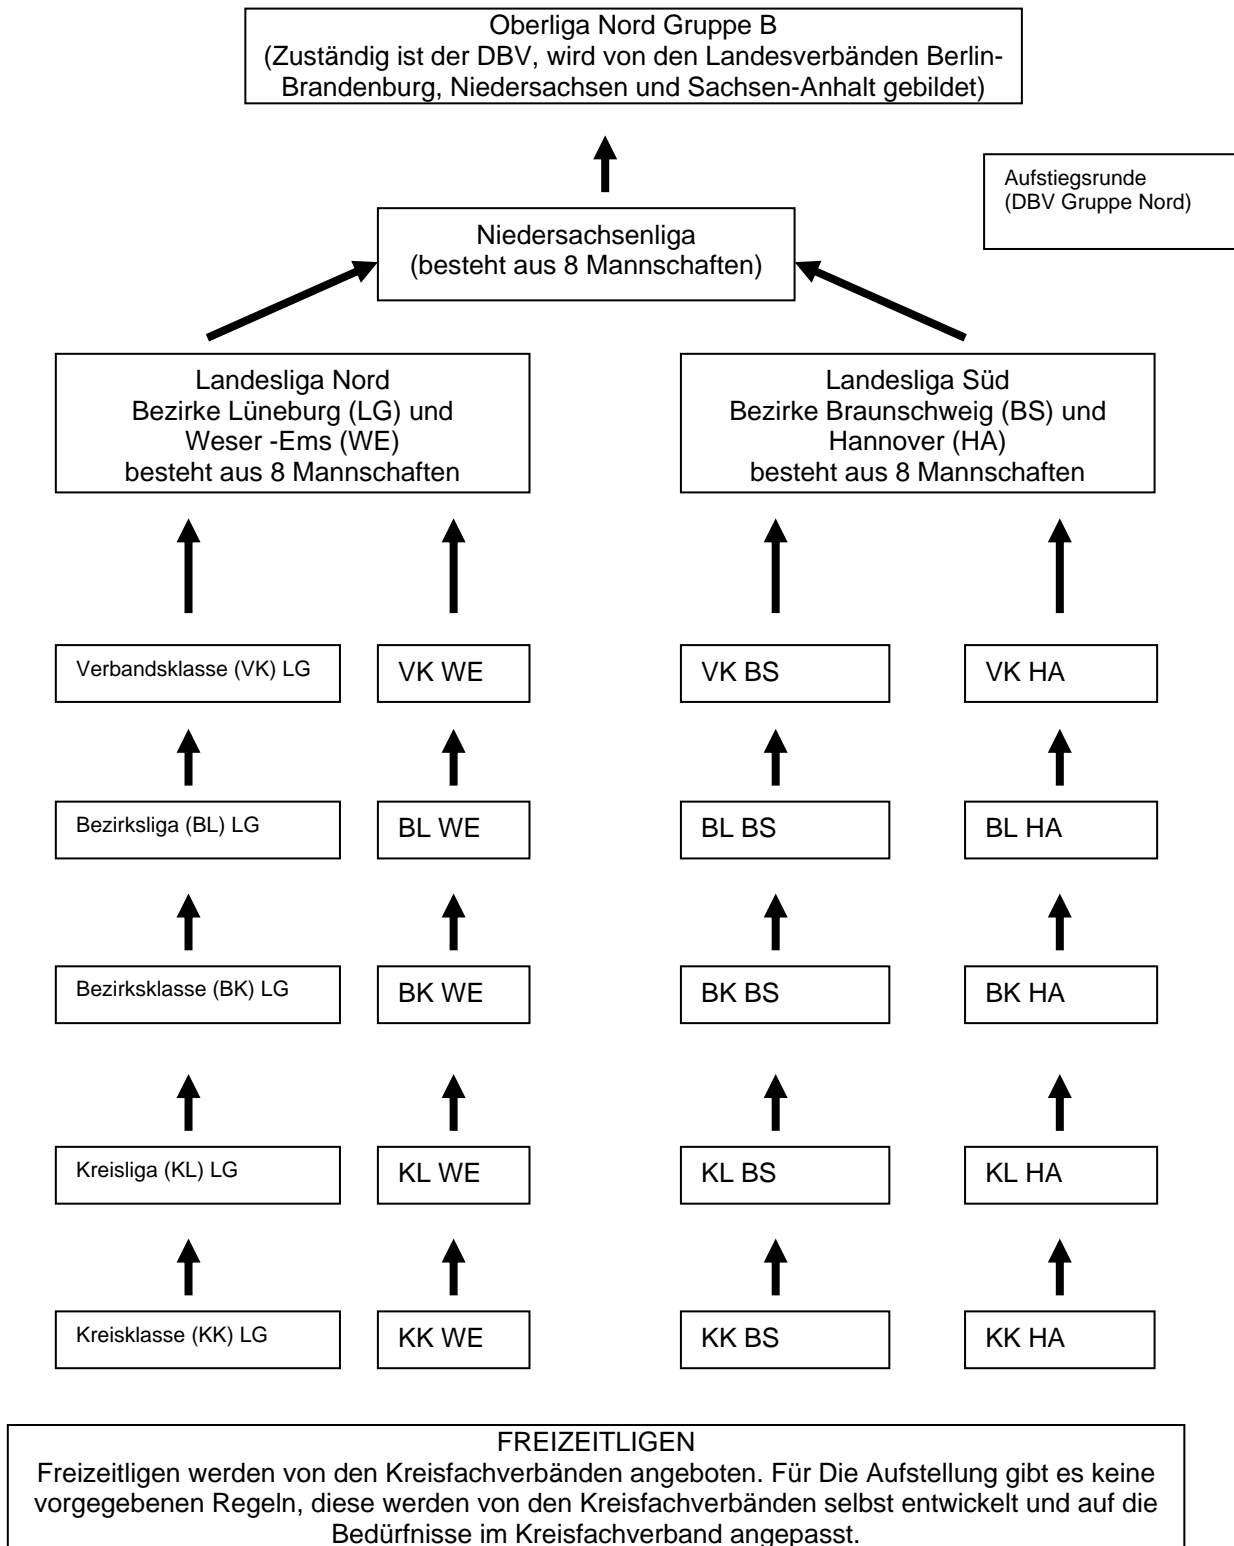 Oberliga Nord Gruppe B
(Zuständig ist der DBV, wird von den Landesverbänden Berlin-
Brandenburg, Niedersachsen und Sachsen-Anhalt gebildet)
Aufstiegsrunde
(DBV Gruppe Nord)
Niedersachsenliga
(besteht aus 8 Mannschaften)
Landesliga Nord
Bezirke Lüneburg (LG) und
Weser -Ems (WE)
besteht aus 8 Mannschaften
Landesliga Süd
Bezirke Braunschweig (BS) und
Hannover (HA)
besteht aus 8 Mannschaften
Verbandsklasse (VK) LG
VK WE
VK BS
VK HA
Bezirksliga (BL) LG
BL WE
BL BS
BL HA
Bezirksklasse (BK) LG
BK WE
BK BS
BK HA
Kreisliga (KL) LG
KL WE
KL BS
KL HA
Kreisklasse (KK) LG
KK WE
KK BS
KK HA
FREIZEITLIGEN
Freizeitligen werden von den Kreisfachverbänden angeboten. Für Die Aufstellung gibt es keine
vorgegebenen Regeln, diese werden von den Kreisfachverbänden selbst entwickelt und auf die
Bedürfnisse im Kreisfachverband angepasst.